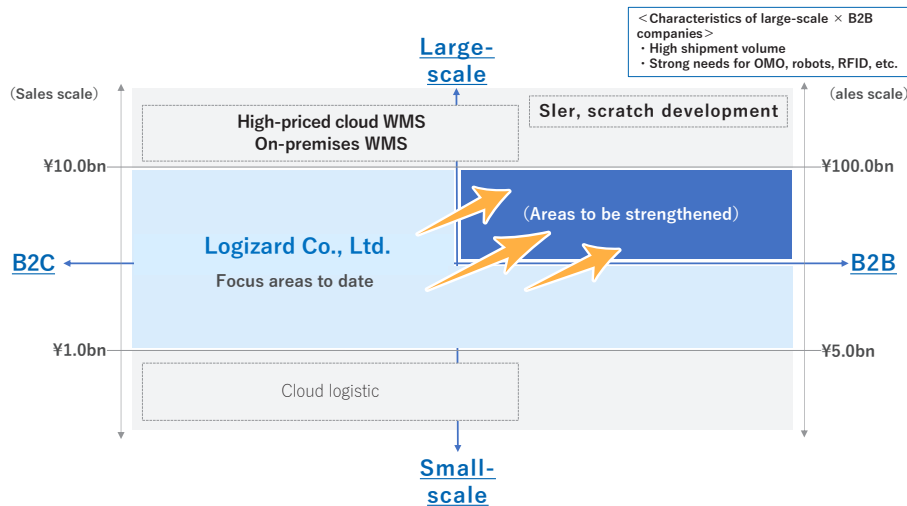 ＜Characteristics of large-scale × B2B
companies＞
・High shipment volume
・Strong needs for OMO, robots, RFID, etc.
Large-
scale
（Sales scale）
（ales scale）
High-priced cloud WMS
On-premises WMS
SIer, scratch development
¥10.0bn
¥100.0bn
（Areas to be strengthened）
Logizard Co., Ltd.
Focus areas to date
B2C
B2B
¥1.0bn
¥5.0bn
Cloud logistic
Small-
scale